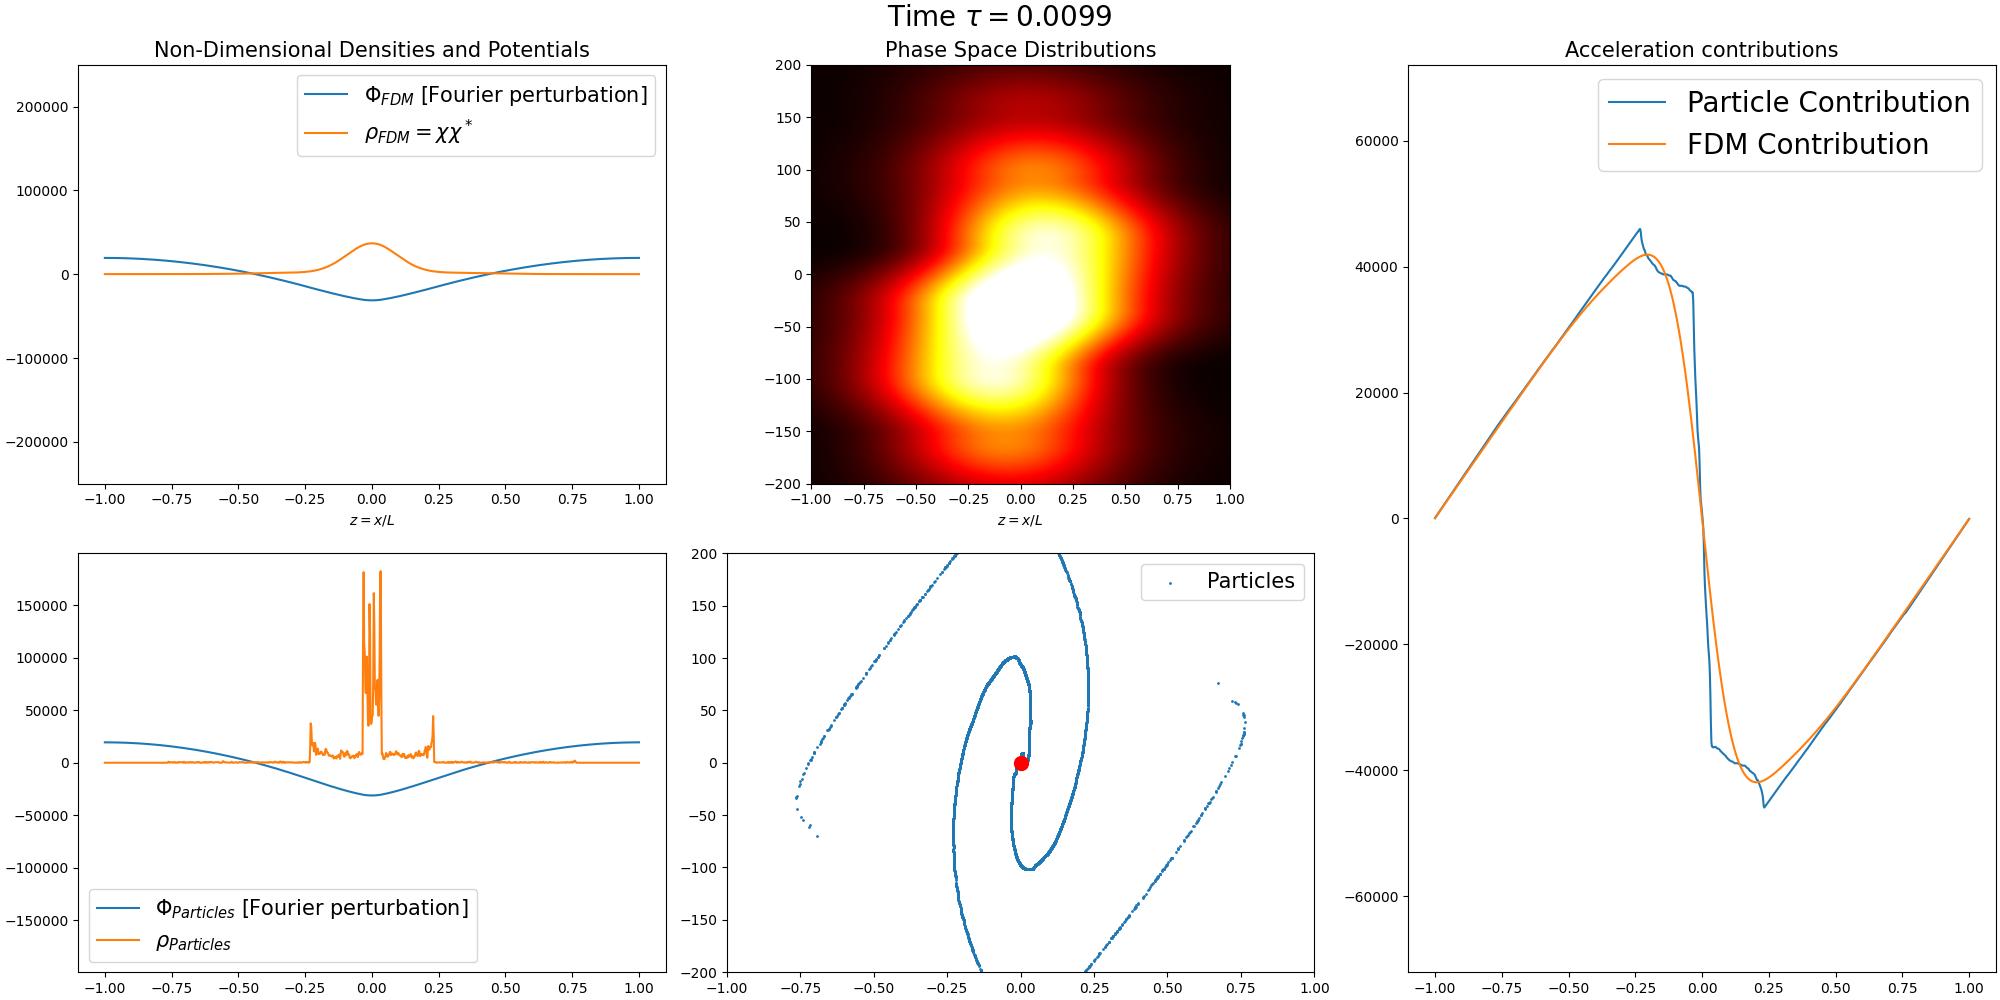 Time τ = 0.0099
Non-Dimensional Densities and Potentials
Φ_FDM [Fourier perturbation]
ρ_FDM = χχ*
200000
100000
0
−100000
−200000
−1.00 −0.75 −0.50 −0.25 0.00 0.25 0.50 0.75 1.00
z = x/L
Phase Space Distributions
200
150
100
50
0
−50
−100
−150
−200
−1.00 −0.75 −0.50 −0.25 0.00 0.25 0.50 0.75 1.00
z = x/L
Acceleration contributions
Particle Contribution
FDM Contribution
60000
40000
20000
0
−20000
−40000
−60000
−1.00 −0.75 −0.50 −0.25 0.00 0.25 0.50 0.75 1.00
150000
100000
50000
0
−50000
−100000
−150000
Φ_Particles [Fourier perturbation]
ρ_Particles
−1.00 −0.75 −0.50 −0.25 0.00 0.25 0.50 0.75 1.00
Particles
200
150
100
50
0
−50
−100
−150
−200
−1.00 −0.75 −0.50 −0.25 0.00 0.25 0.50 0.75 1.00